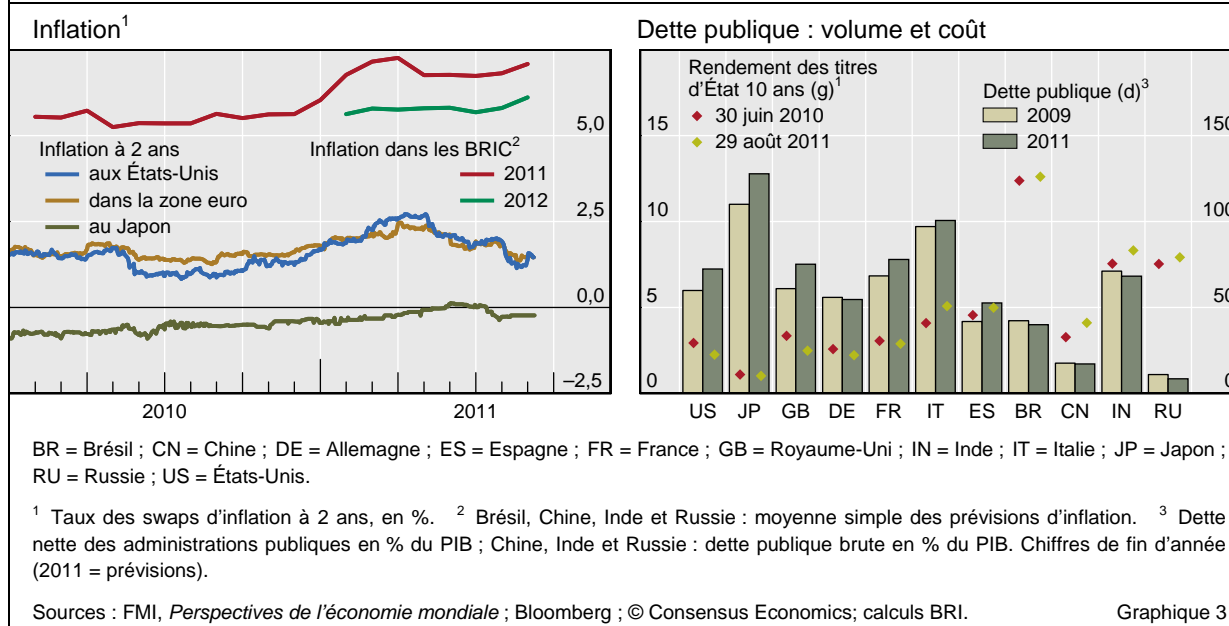 Inflation1
5,0
Inflation à 2 ans
aux États-Unis
dans la zone euro
au Japon
Inflation dans les BRIC2
2011
2012
2,5
0,0
–2,5
2010
2011
Dette publique : volume et coût
Rendement des titres
d’État 10 ans (g)1
30 juin 2010
29 août 2011
Dette publique (d)3
2009
2011
15
10
5
0
150
100
50
0
US JP GB DE FR IT ES BR CN IN RU
BR = Brésil ; CN = Chine ; DE = Allemagne ; ES = Espagne ; FR = France ; GB = Royaume-Uni ; IN = Inde ; IT = Italie ; JP = Japon ;
RU = Russie ; US = États-Unis.
1 Taux des swaps d’inflation à 2 ans, en %. 2 Brésil, Chine, Inde et Russie : moyenne simple des prévisions d’inflation. 3 Dette
nette des administrations publiques en % du PIB ; Chine, Inde et Russie : dette publique brute en % du PIB. Chiffres de fin d’année
(2011 = prévisions).
Sources : FMI, Perspectives de l’économie mondiale ; Bloomberg ; © Consensus Economics; calculs BRI. Graphique 3